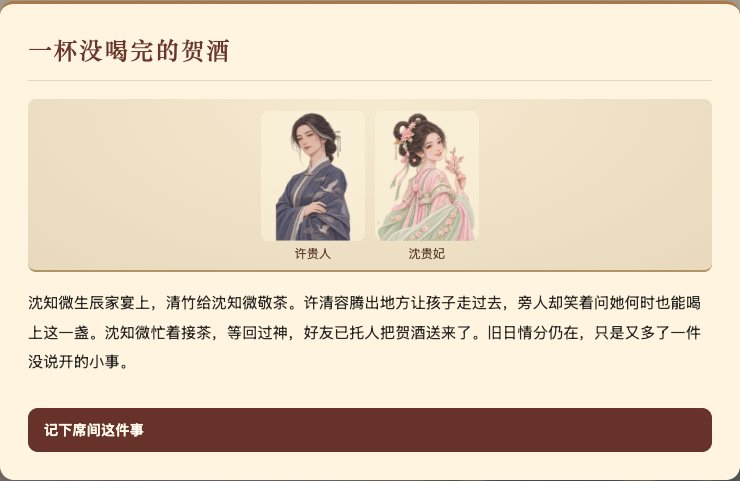 一杯没喝完的贺酒
许贵人
沈贵妃
沈知微生辰家宴上，清竹给沈知微敬茶。许清容腾出地方让孩子走过去，旁人却笑着问她何时也能喝
上这一盏。沈知微忙着接茶，等回过神，好友已托人把贺酒送来了。旧日情分仍在，只是又多了一件
没说开的小事。
记下席间这件事